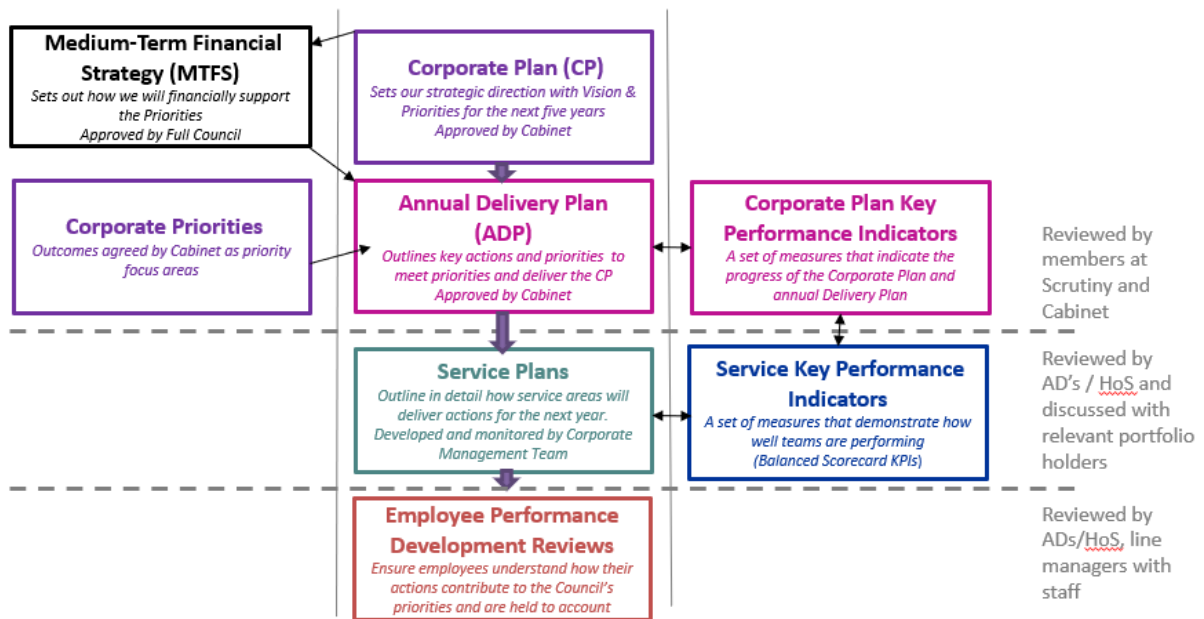 Medium-Term Financial
Strategy (MTFS)
Sets out how we will financially support
the Priorities
Approved by Full Council
Corporate Plan (CP)
Sets our strategic direction with Vision &
Priorities for the next five years
Approved by Cabinet
Corporate Priorities
Outcomes agreed by Cabinet as priority
focus areas
Annual Delivery Plan
(ADP)
Outlines key actions and priorities to
meet priorities and deliver the CP
Approved by Cabinet
Corporate Plan Key
Performance Indicators
A set of measures that indicate the
progress of the Corporate Plan and
annual Delivery Plan
Reviewed by
members at
Scrutiny and
Cabinet
Service Plans
Outline in detail how service areas will
deliver actions for the next year.
Developed and monitored by Corporate
Management Team
Service Key Performance
Indicators
A set of measures that demonstrate how
well teams are performing
(Balanced Scorecard KPIs)
Reviewed by
AD's / HoS and
discussed with
relevant portfolio
holders
Employee Performance
Development Reviews
Ensure employees understand how their
actions contribute to the Council's
priorities and are held to account
Reviewed by
ADs/HoS, line
managers with
staff